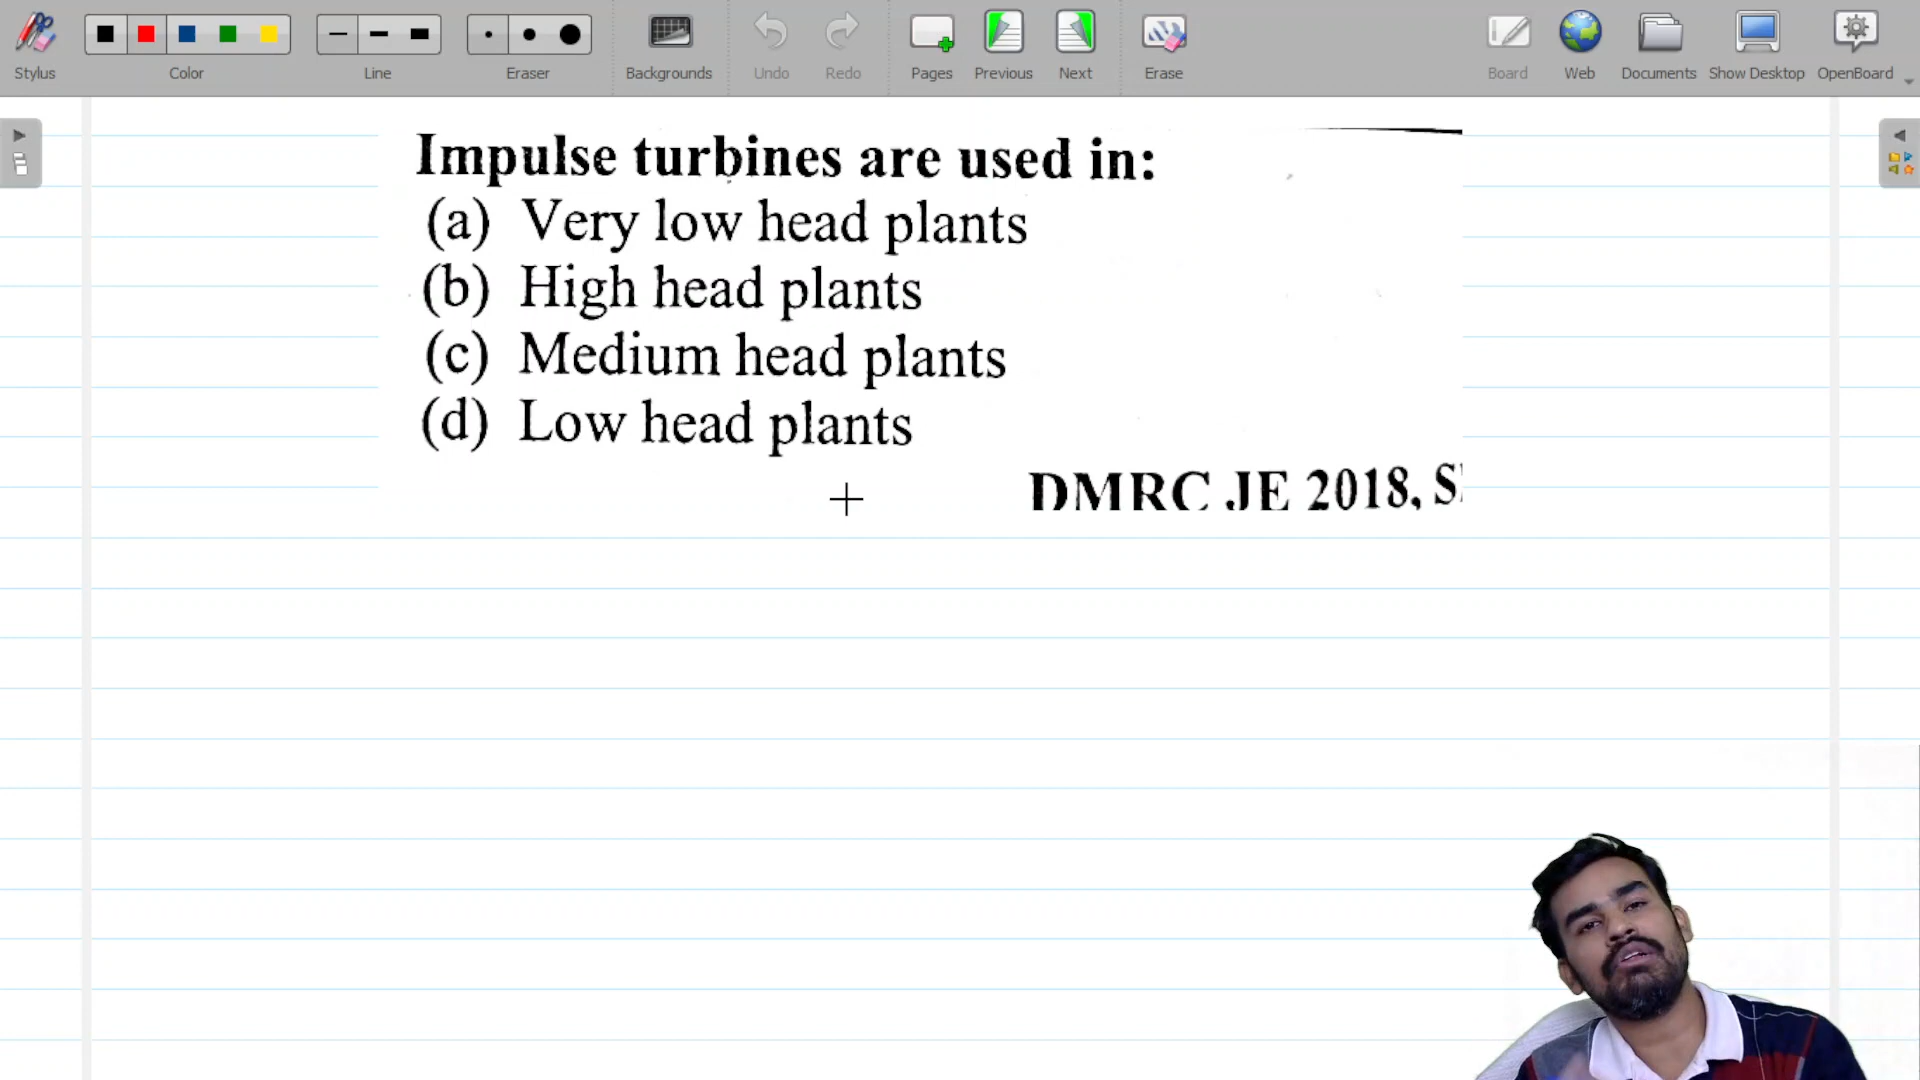 Stylus Color Line Eraser Backgrounds Undo Redo Pages Previous Next Erase Board Web Documents Show Desktop OpenBoard
Impulse turbines are used in:
(a) Very low head plants
(b) High head plants
(c) Medium head plants
(d) Low head plants
DMRC JE 2018,